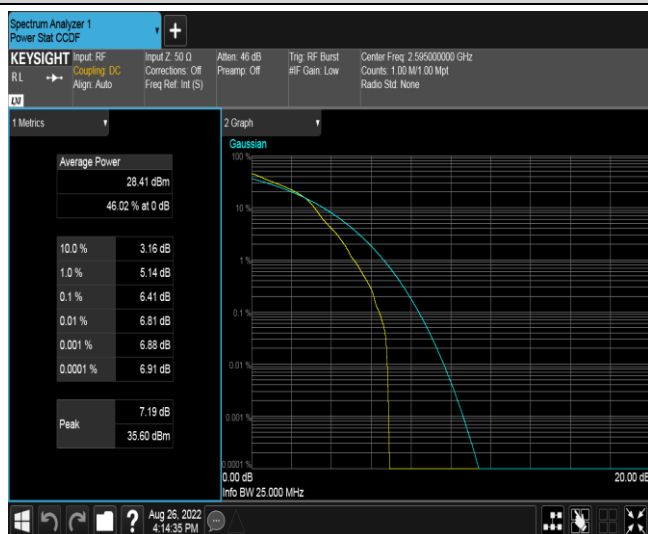 Spectrum Analyzer 1
Power Stat CCDF
KEYSIGHT
RL
LXI
Input: RF
Coupling: DC
Align: Auto
Input Z: 50 Ω
Corrections: Off
Freq Ref: Int (S)
Atten: 46 dB
Preamp: Off
Trig: RF Burst
#IF Gain: Low
Center Freq: 2.595000000 GHz
Counts: 1.00 M/1.00 Mpt
Radio Std: None
1 Metrics
Average Power
28.41 dBm
46.02 % at 0 dB
10.0 % 3.16 dB
1.0 % 5.14 dB
0.1 % 6.41 dB
0.01 % 6.81 dB
0.001 % 6.88 dB
0.0001 % 6.91 dB
Peak
7.19 dB
35.60 dBm
2 Graph
Gaussian
100 %
10 %
1 %
0.1 %
0.01 %
0.001 %
0.0001 %
0.00 dB
20.00 dB
Info BW 25.000 MHz
?
Aug 26, 2022
4:14:35 PM